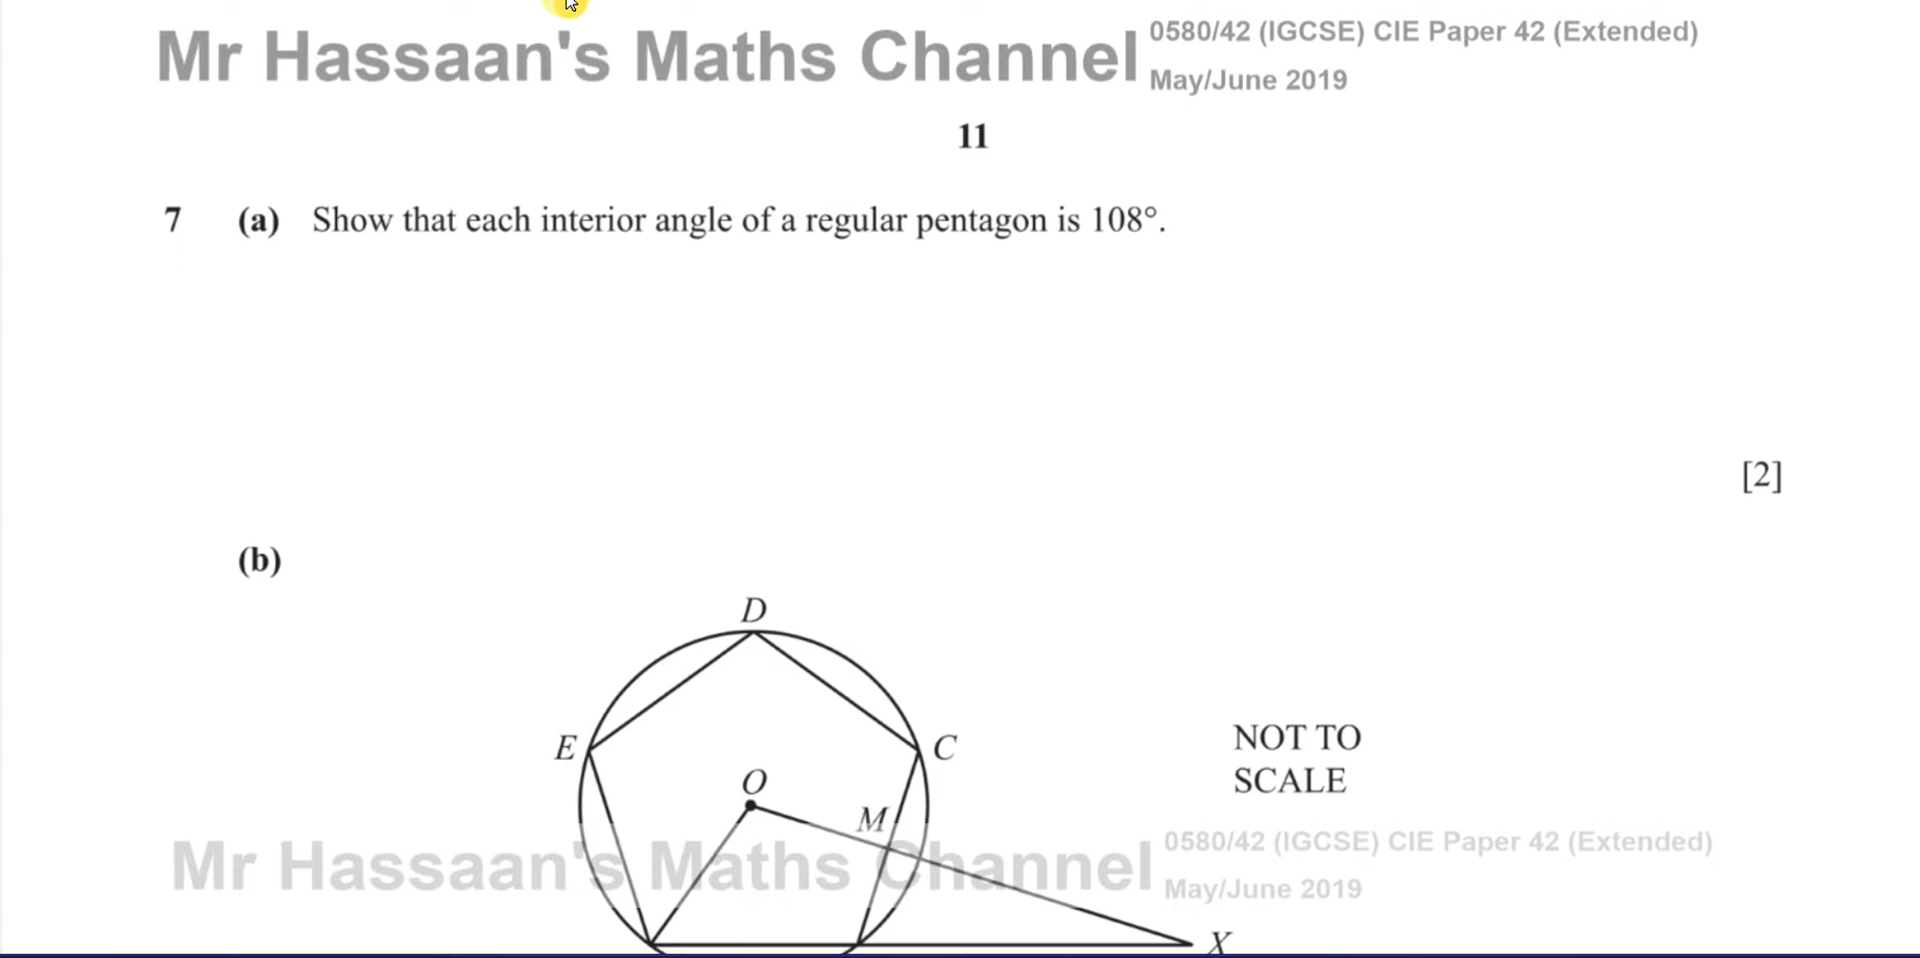 Mr Hassaan's Maths Channel
0580/42 (IGCSE) CIE Paper 42 (Extended)
May/June 2019
11
7 (a) Show that each interior angle of a regular pentagon is 108°.
[2]
(b)
D
E
C
NOT TO
SCALE
O
M
Mr Hassaan's Maths Channel
0580/42 (IGCSE) CIE Paper 42 (Extended)
May/June 2019
X